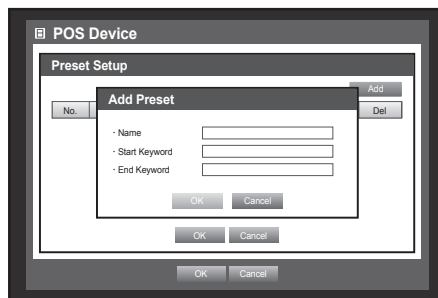 POS Device
Preset Setup
Add
No.
Del
Add Preset
· Name
· Start Keyword
· End Keyword
OK Cancel
OK Cancel
OK Cancel